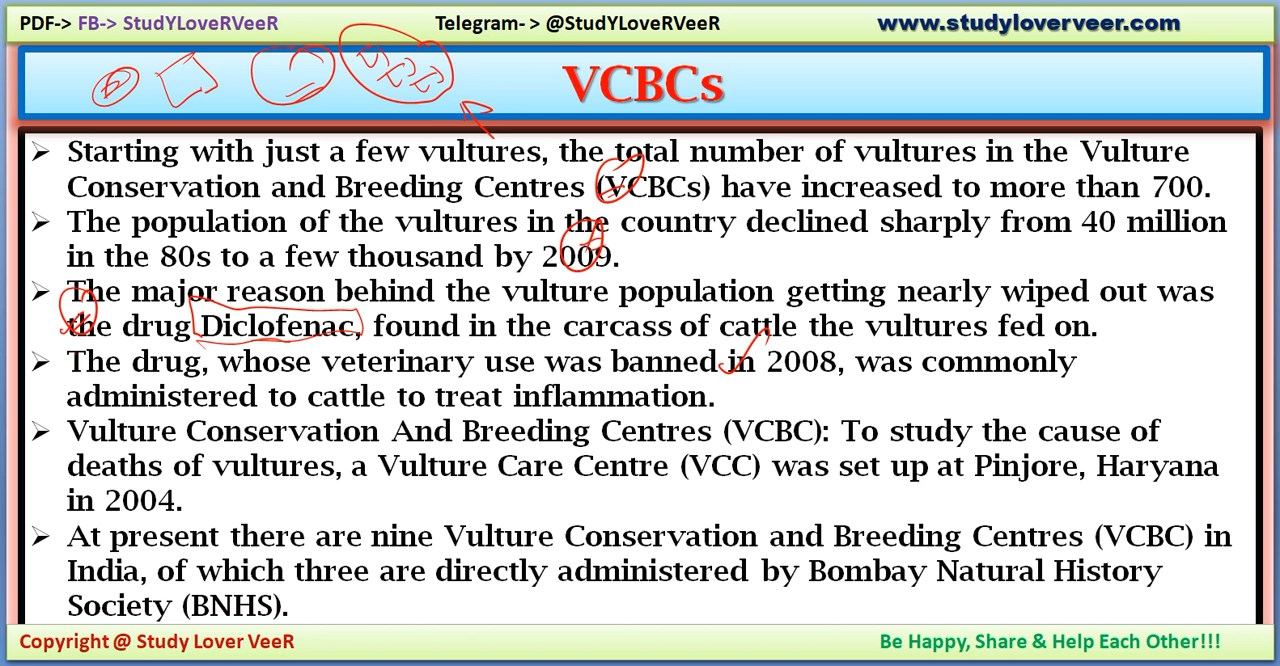 PDF-> FB-> StudYLoveRVeeR Telegram- > @StudYLoveRVeeR www.studyloverveer.com
VCBCs
➢ Starting with just a few vultures, the total number of vultures in the Vulture
Conservation and Breeding Centres (VCBCs) have increased to more than 700.
➢ The population of the vultures in the country declined sharply from 40 million
in the 80s to a few thousand by 2009.
➢ The major reason behind the vulture population getting nearly wiped out was
the drug Diclofenac, found in the carcass of cattle the vultures fed on.
➢ The drug, whose veterinary use was banned in 2008, was commonly
administered to cattle to treat inflammation.
➢ Vulture Conservation And Breeding Centres (VCBC): To study the cause of
deaths of vultures, a Vulture Care Centre (VCC) was set up at Pinjore, Haryana
in 2004.
➢ At present there are nine Vulture Conservation and Breeding Centres (VCBC) in
India, of which three are directly administered by Bombay Natural History
Society (BNHS).
Copyright @ Study Lover VeeR Be Happy, Share & Help Each Other!!!